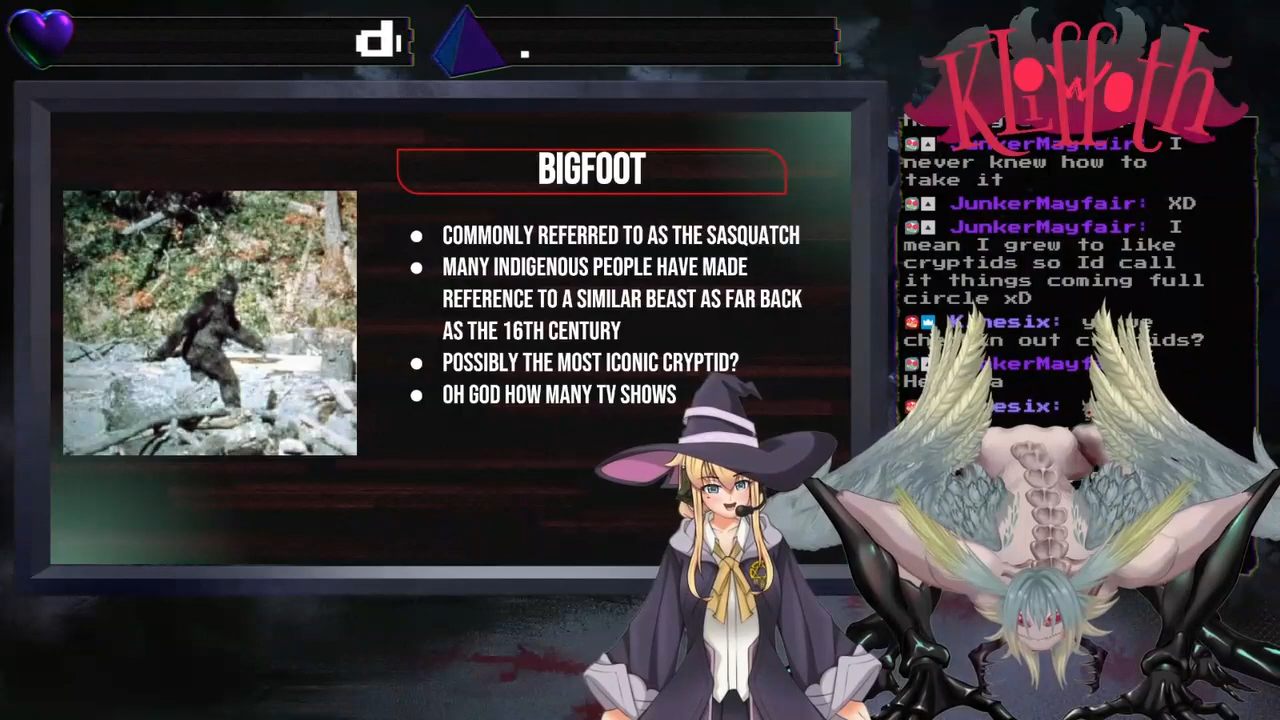 d
.
Kliffoth
BIGFOOT
COMMONLY REFERRED TO AS THE SASQUATCH
MANY INDIGENOUS PEOPLE HAVE MADE
REFERENCE TO A SIMILAR BEAST AS FAR BACK
AS THE 16TH CENTURY
POSSIBLY THE MOST ICONIC CRYPTID?
OH GOD HOW MANY TV SHOWS
JunkerMayfair: I
never knew how to
take it
JunkerMayfair: XD
JunkerMayfair: I
mean I grew to like
cryptids so Id call
it things coming full
circle xD